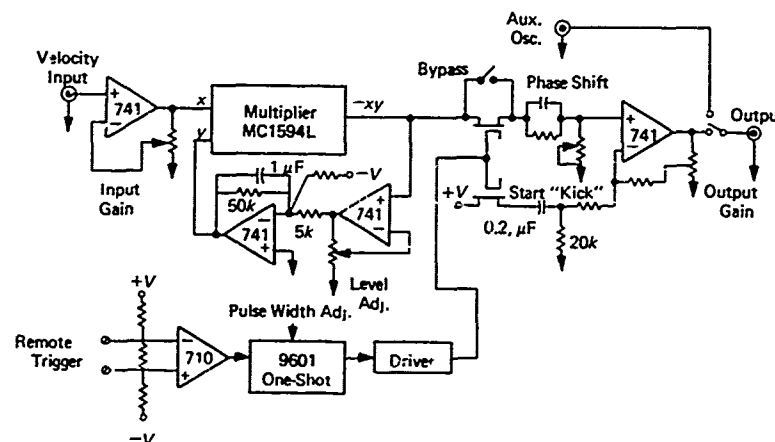 Aux.
Osc.
Velocity
Input
Bypass
Phase Shift
+
741
−
x
y
Multiplier
MC1594L
−xy
+
741
−
Output
Input
Gain
1 μF
−V
50k
5k
741
−
+
741
+
−
+V
Start "Kick"
0.2, μF
20k
Output
Gain
Level
Adj.
+V
Pulse Width Adj.
Remote
Trigger
−
710
+
9601
One-Shot
Driver
−V